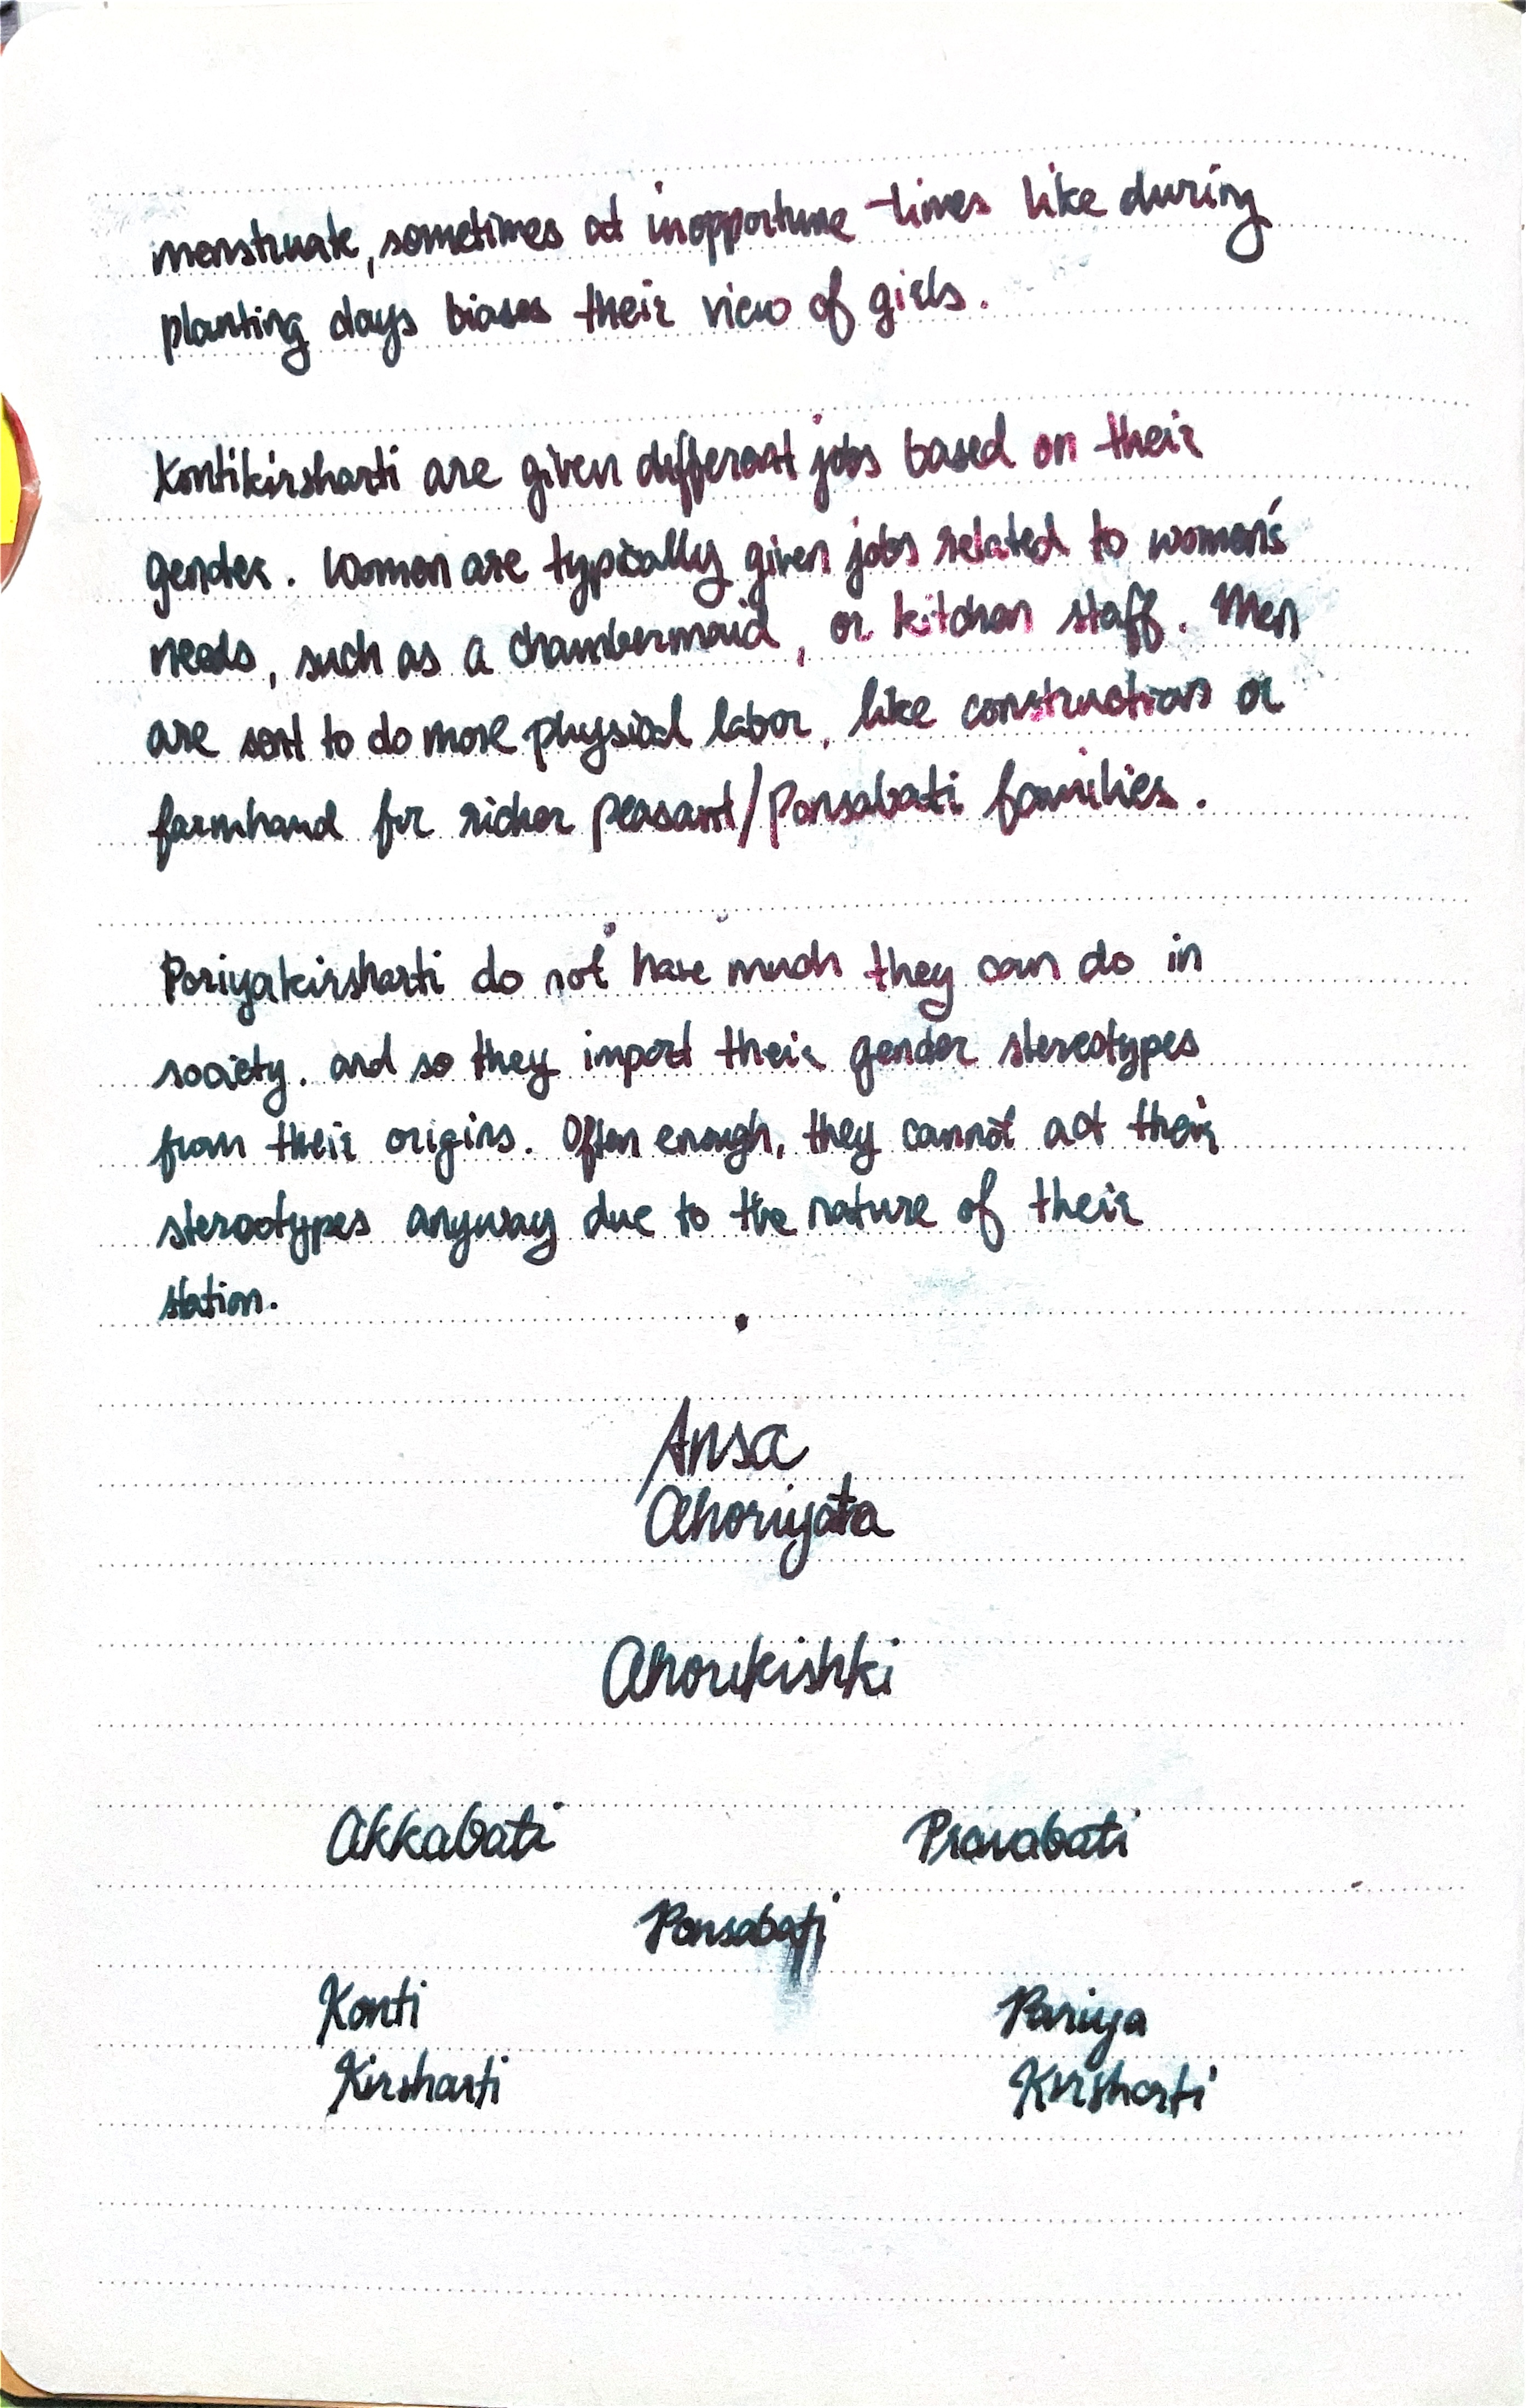 menstruate, sometimes at inopportune times like during
planting days biases their view of girls.
Kontikirsharti are given different jobs based on their
gender. Women are typically given jobs related to women's
needs, such as a chambermaid, or kitchen staff. Men
are sent to do more physical labor, like construction or
farmhand for richer peasant/Ponsabati families.
Pariyakirsharti do not have much they can do in
society. and so they import their gender stereotypes
from their origins. Often enough, they cannot act their
stereotypes anyway due to the nature of their
station.
Ansa
Ahoriyata
Ahorikishki
Akkabati Pravabati
Ponsabati
Konti Pariya
Kirsharti Kirsharti